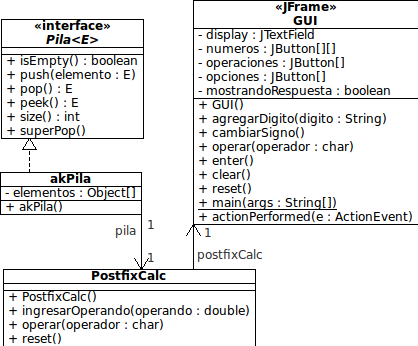 «interface»
Pila<E>
+ isEmpty() : boolean
+ push(elemento : E)
+ pop() : E
+ peek() : E
+ size() : int
+ superPop()
«JFrame»
GUI
- display : JTextField
- numeros : JButton[][]
- operaciones : JButton[]
- opciones : JButton[]
- mostrandoRespuesta : boolean
+ GUI()
+ agregarDigito(digito : String)
+ cambiarSigno()
+ operar(operador : char)
+ enter()
+ clear()
+ reset()
+ main(args : String[])
+ actionPerformed(e : ActionEvent)
akPila
- elementos : Object[]
+ akPila()
pila
1
1
1
postfixCalc
PostfixCalc
+ PostfixCalc()
+ ingresarOperando(operando : double)
+ operar(operador : char)
+ reset()